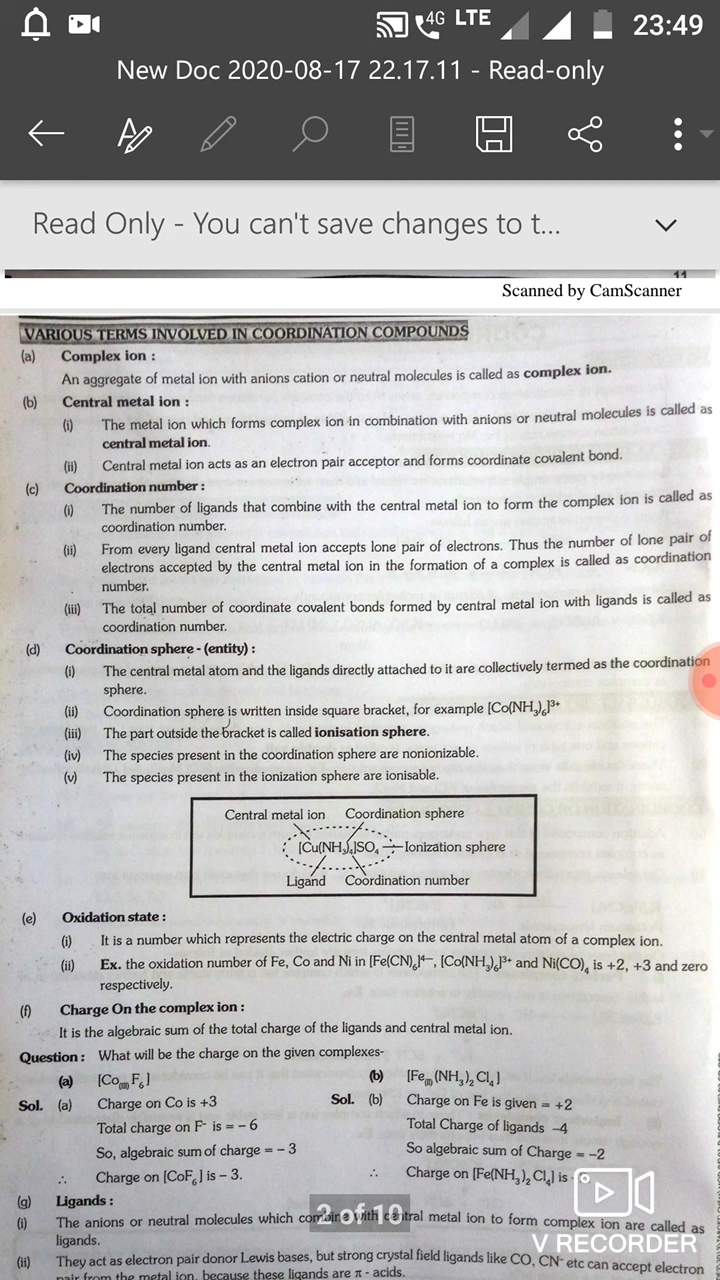 4G LTE 23:49
New Doc 2020-08-17 22.17.11 - Read-only
Read Only - You can't save changes to t...
11
Scanned by CamScanner
VARIOUS TERMS INVOLVED IN COORDINATION COMPOUNDS
(a) Complex ion :
An aggregate of metal ion with anions cation or neutral molecules is called as complex ion.
(b) Central metal ion :
(i) The metal ion which forms complex ion in combination with anions or neutral molecules is called as
central metal ion.
(ii) Central metal ion acts as an electron pair acceptor and forms coordinate covalent bond.
(c) Coordination number :
(i) The number of ligands that combine with the central metal ion to form the complex ion is called as
coordination number.
(ii) From every ligand central metal ion accepts lone pair of electrons. Thus the number of lone pair of
electrons accepted by the central metal ion in the formation of a complex is called as coordination
number.
(iii) The total number of coordinate covalent bonds formed by central metal ion with ligands is called as
coordination number.
(d) Coordination sphere - (entity) :
(i) The central metal atom and the ligands directly attached to it are collectively termed as the coordination
sphere.
(ii) Coordination sphere is written inside square bracket, for example [Co(NH₃)₆]³⁺
(iii) The part outside the bracket is called ionisation sphere.
(iv) The species present in the coordination sphere are nonionizable.
(v) The species present in the ionization sphere are ionisable.
Central metal ion Coordination sphere
[Cu(NH₃)₄]SO₄ Ionization sphere
Ligand Coordination number
(e) Oxidation state :
(i) It is a number which represents the electric charge on the central metal atom of a complex ion.
(ii) Ex. the oxidation number of Fe, Co and Ni in [Fe(CN)₆]⁴⁻, [Co(NH₃)₆]³⁺ and Ni(CO)₄ is +2, +3 and zero
respectively.
(f) Charge On the complex ion :
It is the algebraic sum of the total charge of the ligands and central metal ion.
Question : What will be the charge on the given complexes-
(a) [Co(III) F₆] (b) [Fe(II) (NH₃)₂ Cl₄]
Sol. (a) Charge on Co is +3 Sol. (b) Charge on Fe is given = +2
Total charge of F⁻ is = – 6 Total Charge of ligands –4
So, algebraic sum of charge = – 3 So algebraic sum of Charge = –2
∴ Charge on [CoF₆] is – 3. ∴ Charge on [Fe(NH₃)₂ Cl₄] is
(g) Ligands :
2 of 10
(i) The anions or neutral molecules which combine with central metal ion to form complex ion are called as
ligands.
V RECORDER
(ii) They act as electron pair donor Lewis bases, but strong crystal field ligands like CO, CN⁻ etc can accept electron
pair from the metal ion, because these ligands are π - acids.